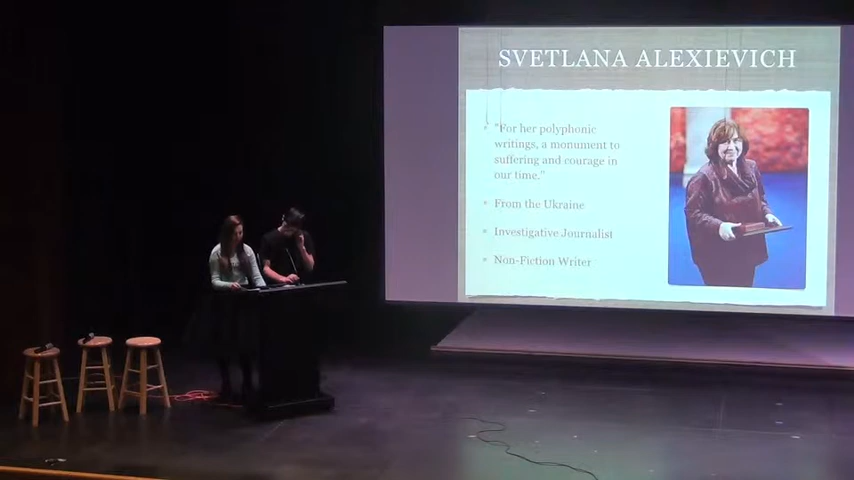 SVETLANA ALEXIEVICH
"For her polyphonic
writings, a monument to
suffering and courage in
our time."
From the Ukraine
Investigative Journalist
Non-Fiction Writer